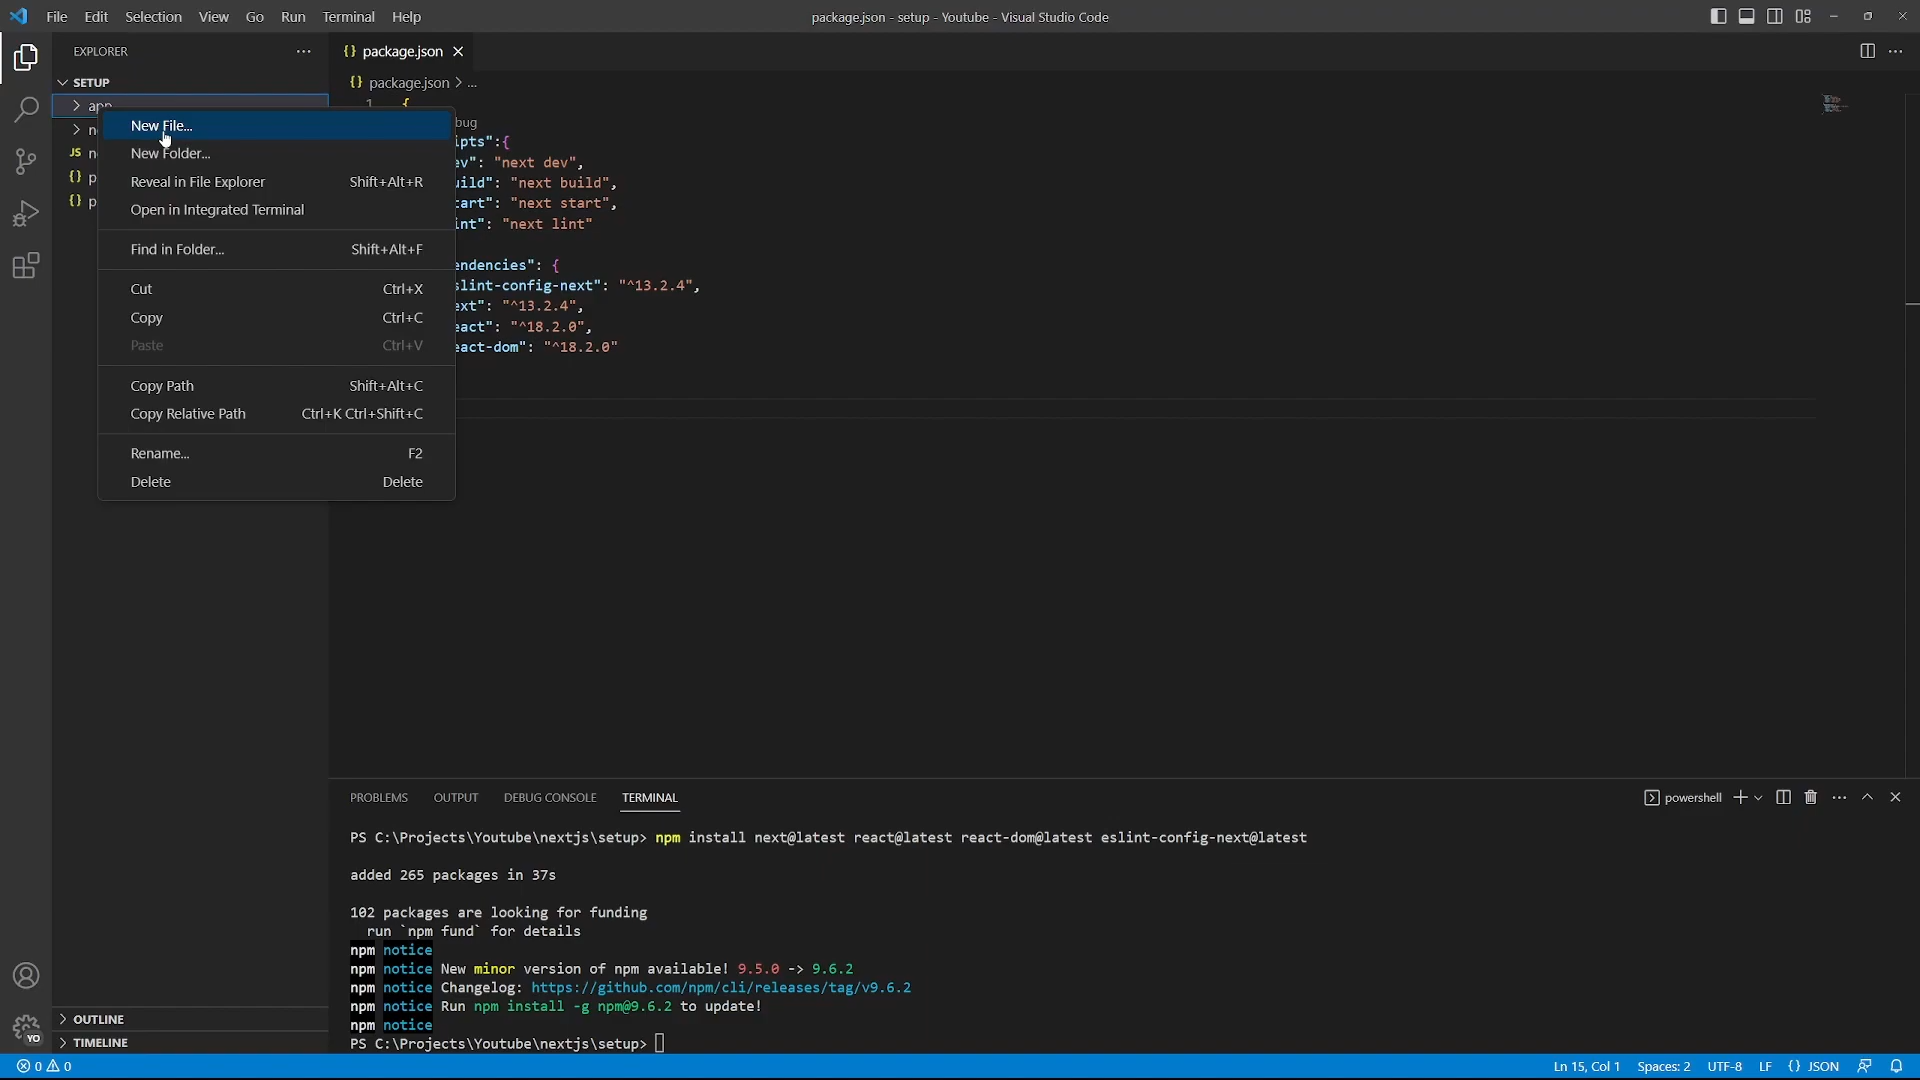 File Edit Selection View Go Run Terminal Help
package.json - setup - Youtube - Visual Studio Code
EXPLORER
{} package.json
SETUP
{} package.json > ...
app
1 {
New File...
bug
n
ipts":{
JS n
New Folder...
ev": "next dev",
{} p
Reveal in File Explorer Shift+Alt+R
uild": "next build",
{} p
Open in Integrated Terminal
tart": "next start",
int": "next lint"
Find in Folder... Shift+Alt+F
endencies": {
Cut Ctrl+X
slint-config-next": "^13.2.4",
ext": "^13.2.4",
Copy Ctrl+C
eact": "^18.2.0",
Paste Ctrl+V
eact-dom": "^18.2.0"
Copy Path Shift+Alt+C
Copy Relative Path Ctrl+K Ctrl+Shift+C
Rename... F2
Delete Delete
PROBLEMS OUTPUT DEBUG CONSOLE TERMINAL
powershell
PS C:\Projects\Youtube\nextjs\setup> npm install next@latest react@latest react-dom@latest eslint-config-next@latest
added 265 packages in 37s
102 packages are looking for funding
run `npm fund` for details
npm notice
npm notice New minor version of npm available! 9.5.0 -> 9.6.2
npm notice Changelog: https://github.com/npm/cli/releases/tag/v9.6.2
npm notice Run npm install -g npm@9.6.2 to update!
npm notice
PS C:\Projects\Youtube\nextjs\setup>
OUTLINE
TIMELINE
YO
0 0
Ln 15, Col 1 Spaces: 2 UTF-8 LF {} JSON